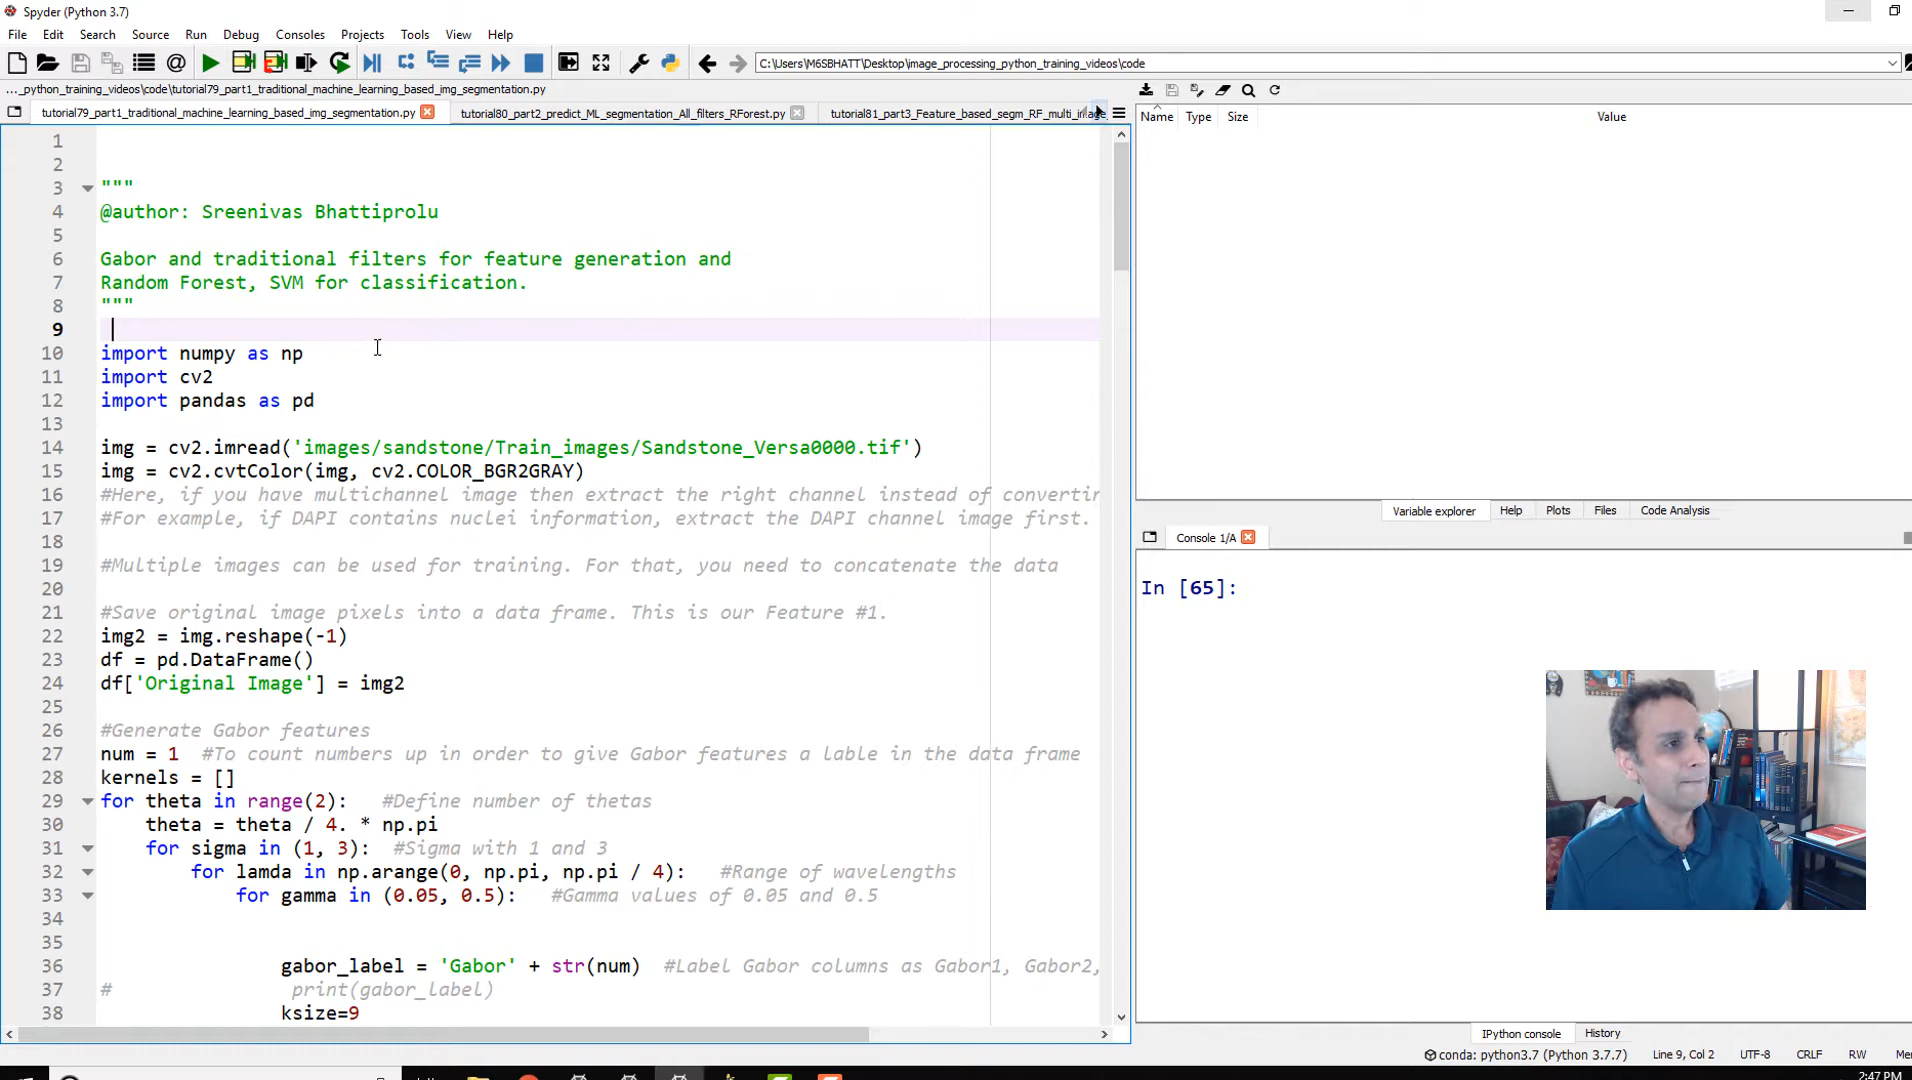 Spyder (Python 3.7)
File Edit Search Source Run Debug Consoles Projects Tools View Help
C:\Users\M6SBHATT\Desktop\image_processing_python_training_videos\code
..._python_training_videos\code\tutorial79_part1_traditional_machine_learning_based_img_segmentation.py
tutorial79_part1_traditional_machine_learning_based_img_segmentation.py tutorial80_part2_predict_ML_segmentation_All_filters_RForest.py tutorial81_part3_Feature_based_segm_RF_multi_image
Name Type Size Value
1
2
3 """
4 @author: Sreenivas Bhattiprolu
5
6 Gabor and traditional filters for feature generation and
7 Random Forest, SVM for classification.
8 """
9
10 import numpy as np
11 import cv2
12 import pandas as pd
13
14 img = cv2.imread('images/sandstone/Train_images/Sandstone_Versa0000.tif')
15 img = cv2.cvtColor(img, cv2.COLOR_BGR2GRAY)
16 #Here, if you have multichannel image then extract the right channel instead of convertin
17 #For example, if DAPI contains nuclei information, extract the DAPI channel image first.
18
19 #Multiple images can be used for training. For that, you need to concatenate the data
20
21 #Save original image pixels into a data frame. This is our Feature #1.
22 img2 = img.reshape(-1)
23 df = pd.DataFrame()
24 df['Original Image'] = img2
25
26 #Generate Gabor features
27 num = 1 #To count numbers up in order to give Gabor features a lable in the data frame
28 kernels = []
29 for theta in range(2): #Define number of thetas
30 theta = theta / 4. * np.pi
31 for sigma in (1, 3): #Sigma with 1 and 3
32 for lamda in np.arange(0, np.pi, np.pi / 4): #Range of wavelengths
33 for gamma in (0.05, 0.5): #Gamma values of 0.05 and 0.5
34
35
36 gabor_label = 'Gabor' + str(num) #Label Gabor columns as Gabor1, Gabor2,
37 # print(gabor_label)
38 ksize=9
Variable explorer Help Plots Files Code Analysis
Console 1/A
In [65]:
IPython console History
conda: python3.7 (Python 3.7.7) Line 9, Col 2 UTF-8 CRLF RW
2:47 PM